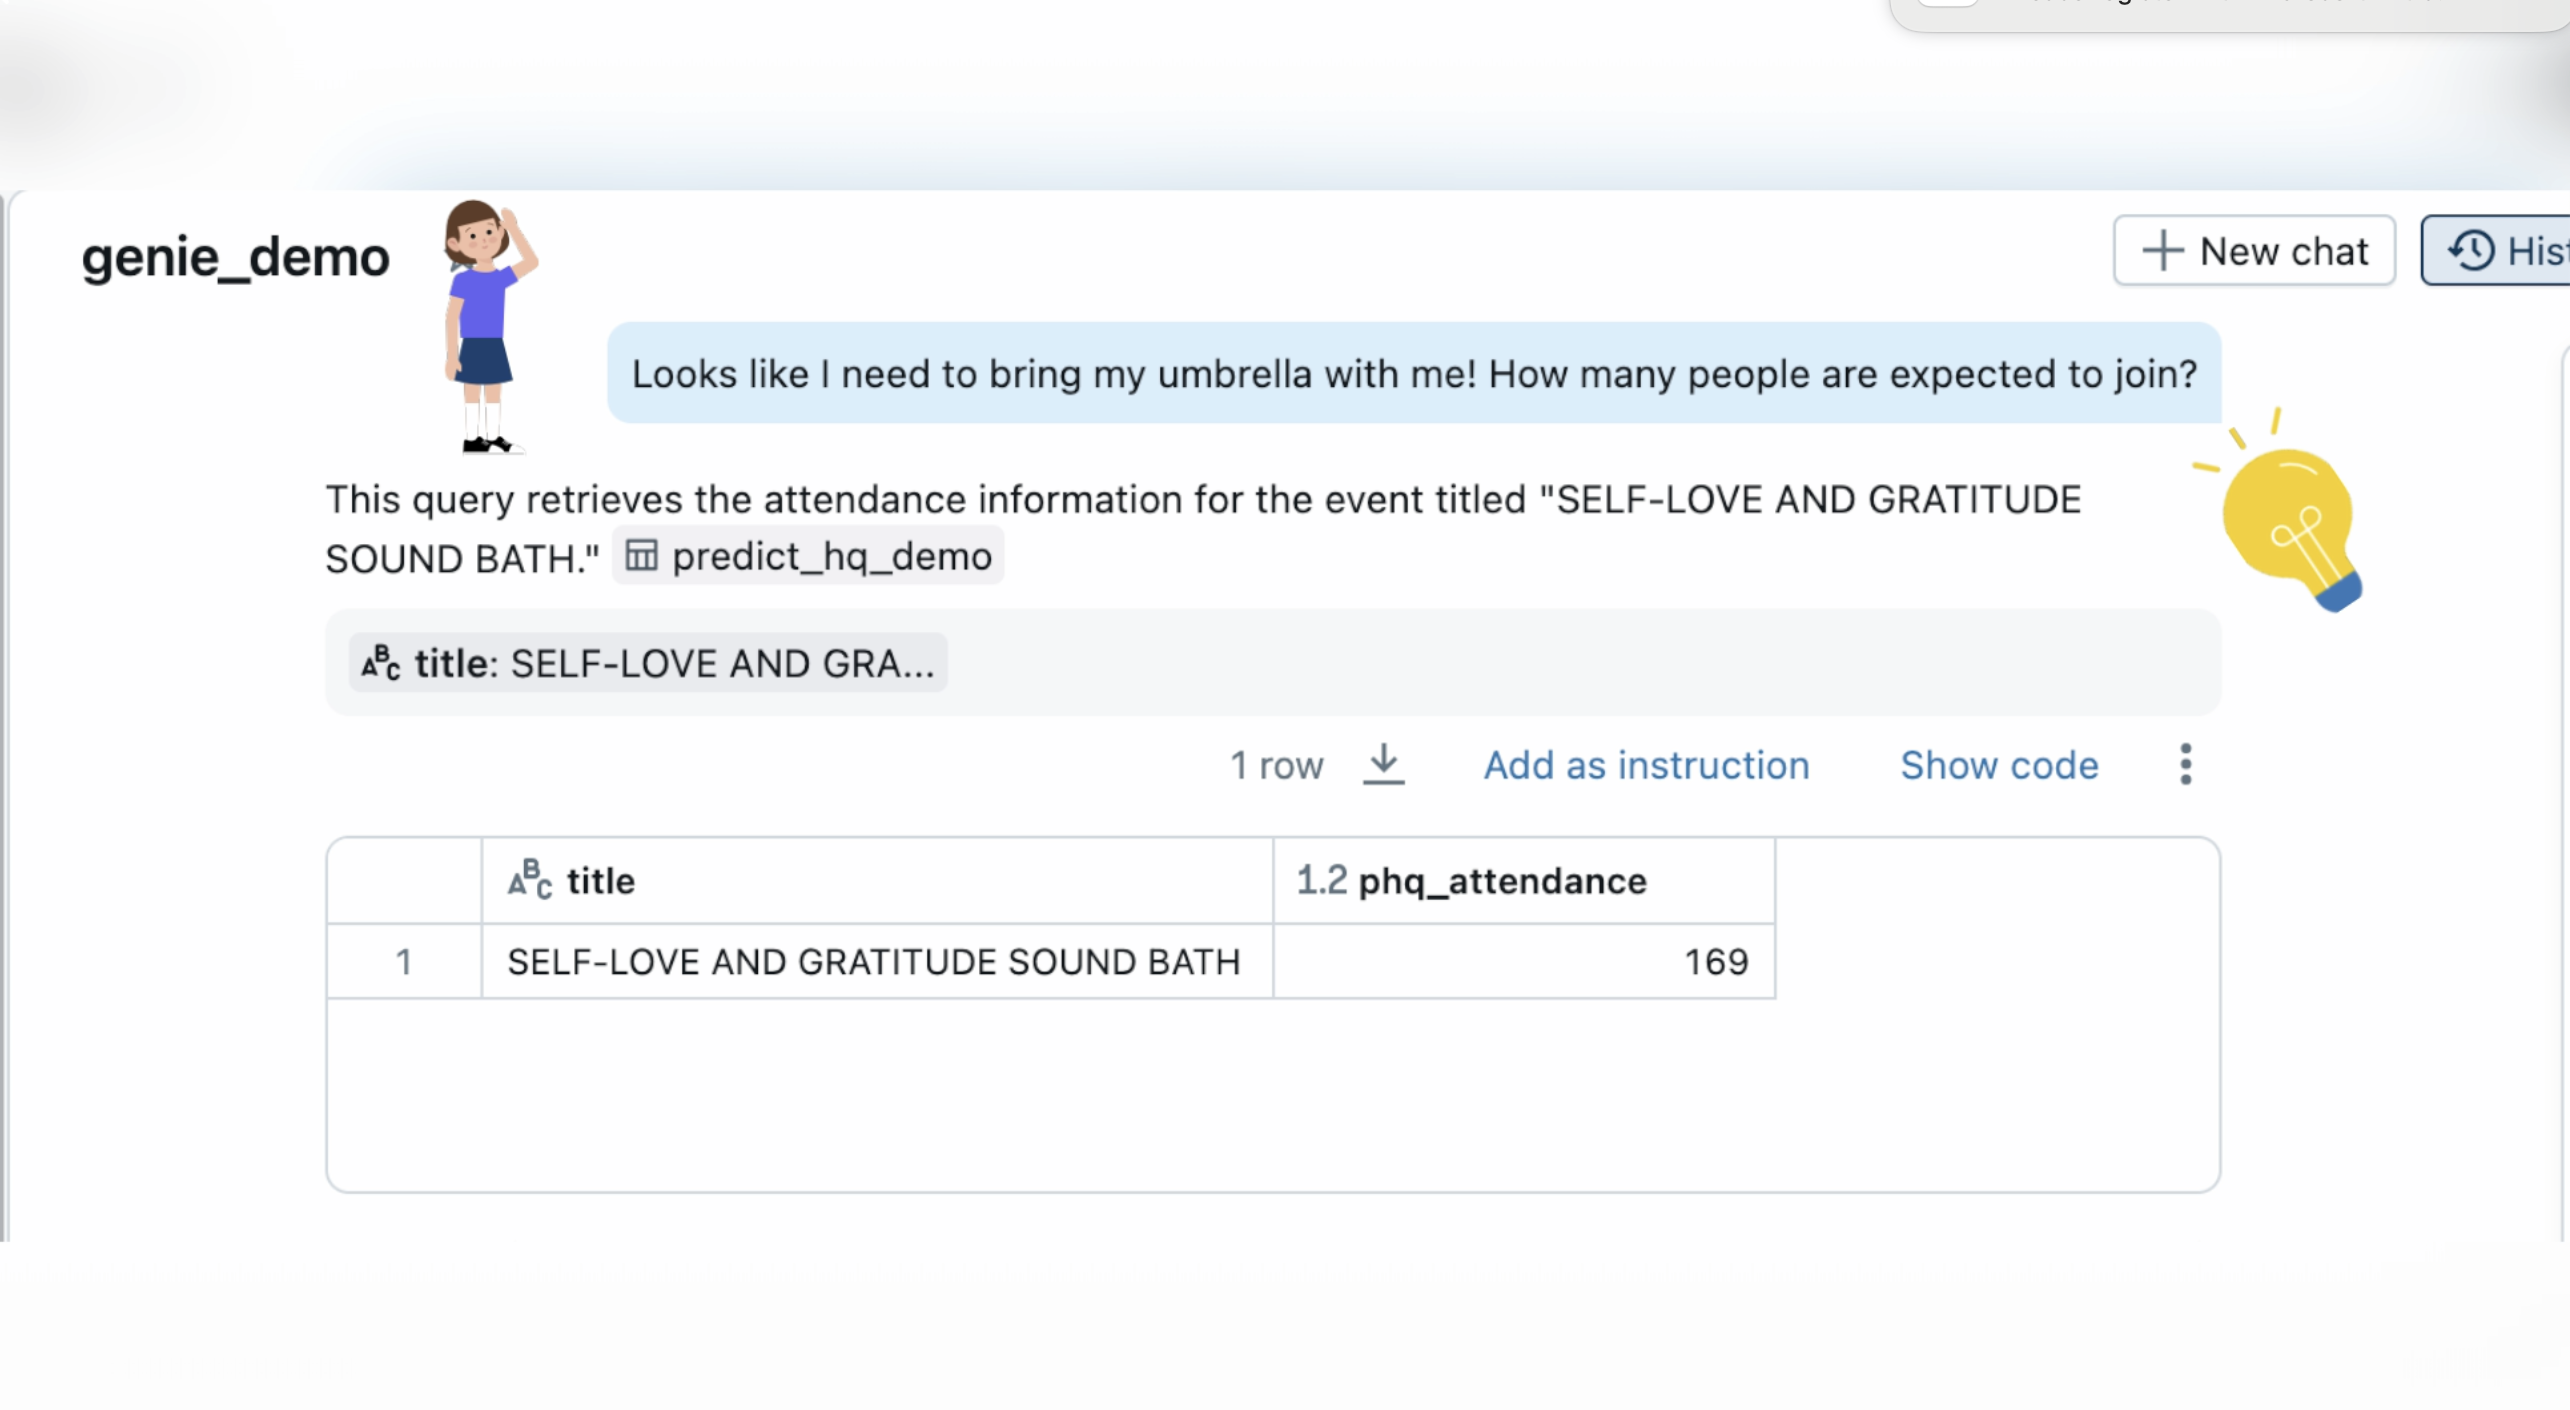 genie_demo
New chat
Looks like I need to bring my umbrella with me! How many people are expected to join?
This query retrieves the attendance information for the event titled "SELF-LOVE AND GRATITUDE
SOUND BATH." predict_hq_demo
ABC title: SELF-LOVE AND GRA...
1 row Add as instruction Show code
ABC title 1.2 phq_attendance
1 SELF-LOVE AND GRATITUDE SOUND BATH 169